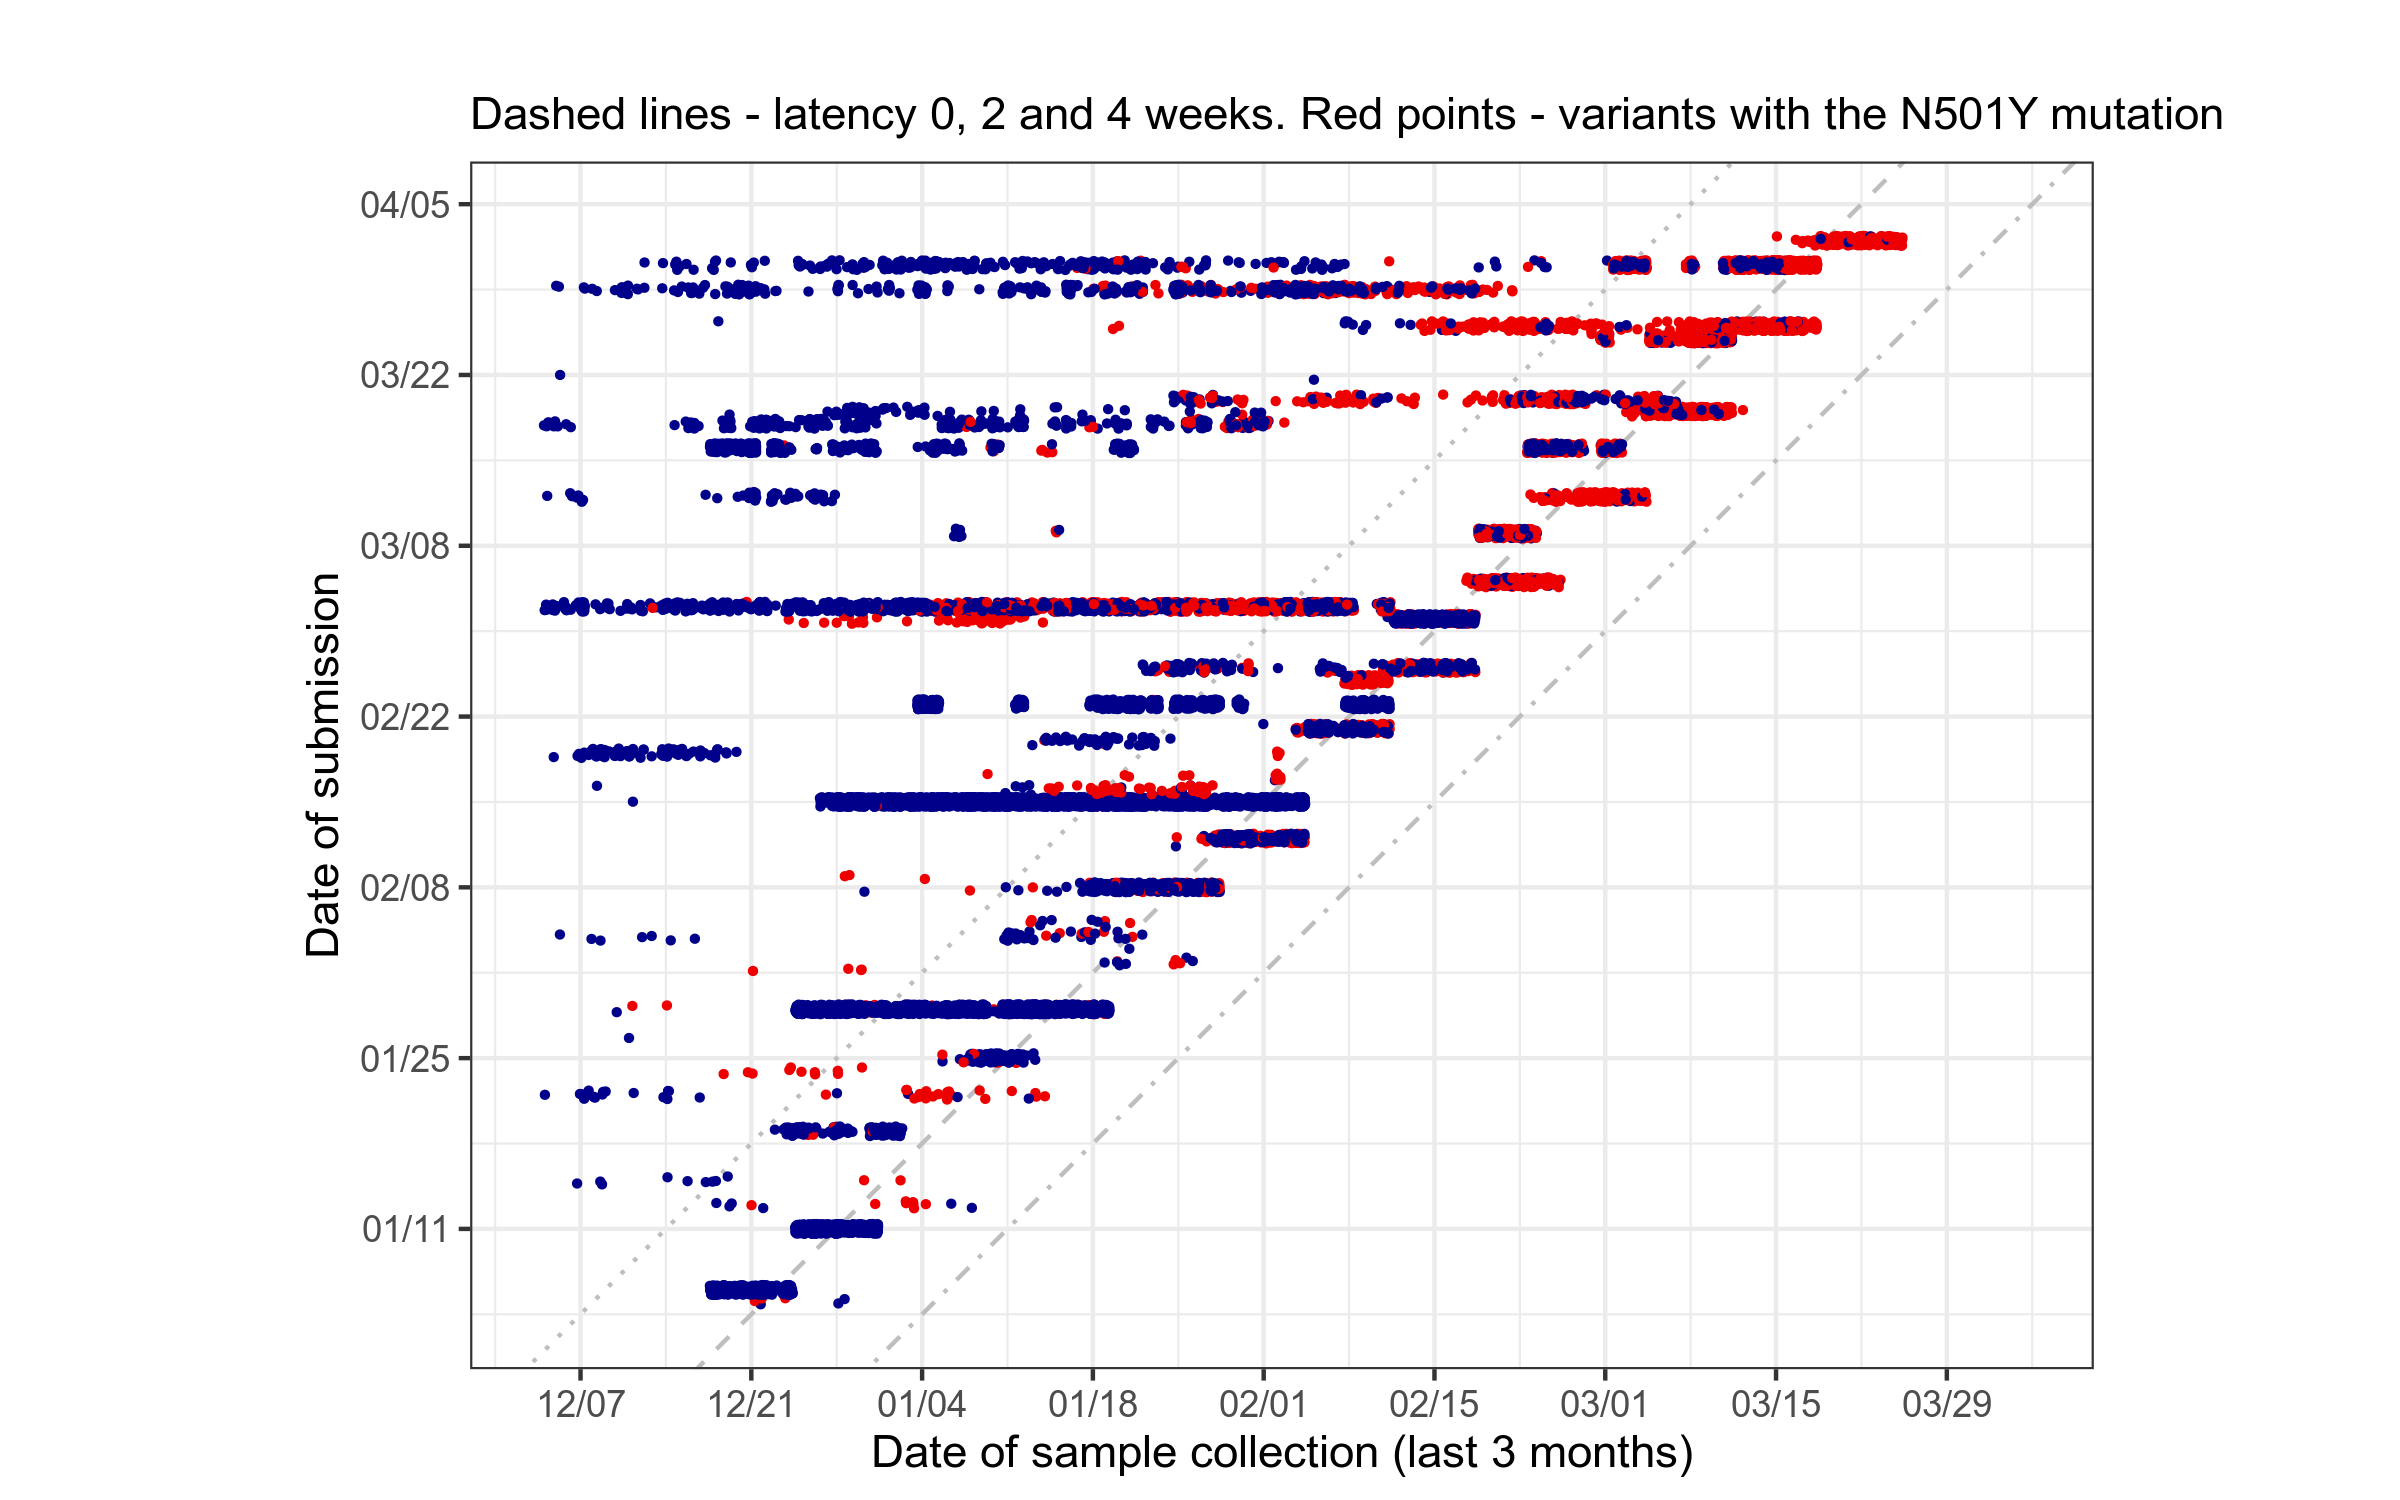 Dashed lines - latency 0, 2 and 4 weeks. Red points - variants with the N501Y mutation
Date of submission
04/05
03/22
03/08
02/22
02/08
01/25
01/11
12/07 12/21 01/04 01/18 02/01 02/15 03/01 03/15 03/29
Date of sample collection (last 3 months)